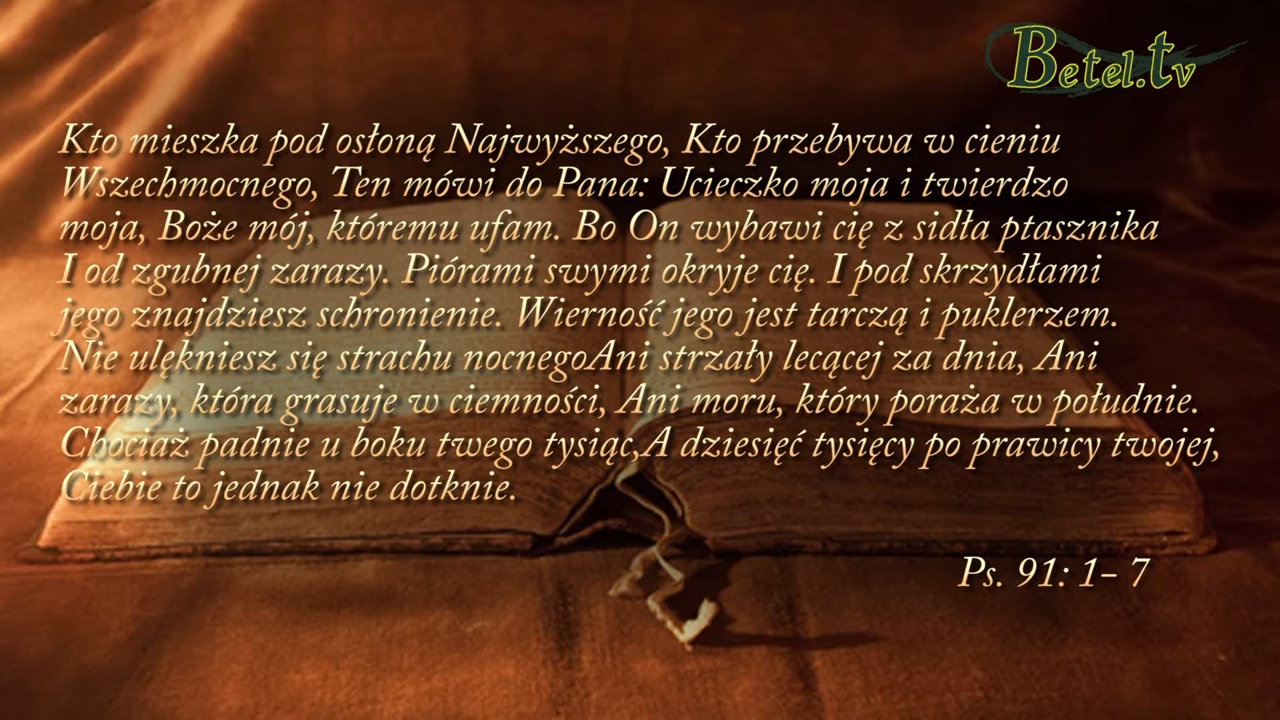 Betel.tv
Kto mieszka pod osłoną Najwyższego, Kto przebywa w cieniu
Wszechmocnego, Ten mówi do Pana: Ucieczko moja i twierdzo
moja, Boże mój, któremu ufam. Bo On wybawi cię z sidła ptasznika
I od zgubnej zarazy. Piórami swymi okryje cię. I pod skrzydłami
jego znajdziesz schronienie. Wierność jego jest tarczą i puklerzem.
Nie ulękniesz się strachu nocnegoAni strzały lecącej za dnia, Ani
zarazy, która grasuje w ciemności, Ani moru, który poraża w południe.
Chociaż padnie u boku twego tysiąc,A dziesięć tysięcy po prawicy twojej,
Ciebie to jednak nie dotknie.
Ps. 91: 1- 7